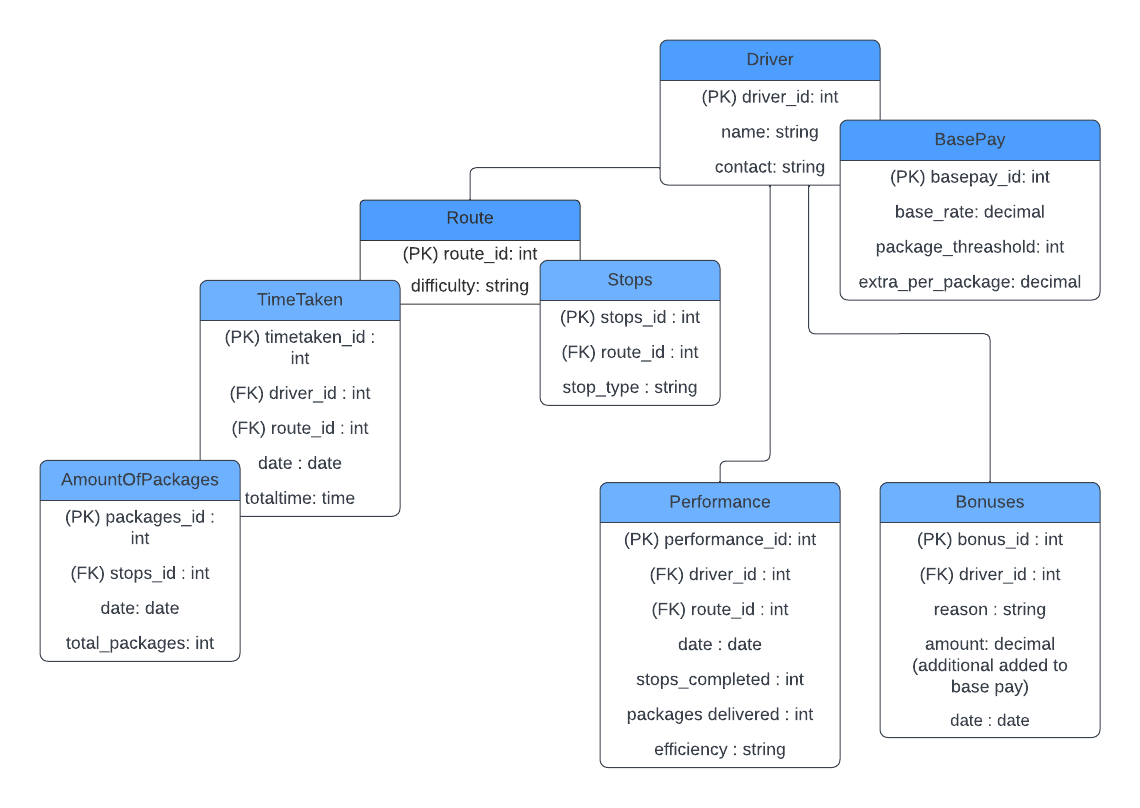 Driver
(PK) driver_id: int
name: string
contact: string
BasePay
(PK) basepay_id: int
base_rate: decimal
package_threashold: int
extra_per_package: decimal
Route
(PK) route_id: int
difficulty: string
Stops
(PK) stops_id : int
(FK) route_id : int
stop_type : string
TimeTaken
(PK) timetaken_id :
int
(FK) driver_id : int
(FK) route_id : int
date : date
totaltime: time
AmountOfPackages
(PK) packages_id :
int
(FK) stops_id : int
date: date
total_packages: int
Performance
(PK) performance_id: int
(FK) driver_id : int
(FK) route_id : int
date : date
stops_completed : int
packages delivered : int
efficiency : string
Bonuses
(PK) bonus_id : int
(FK) driver_id : int
reason : string
amount: decimal
(additional added to
base pay)
date : date